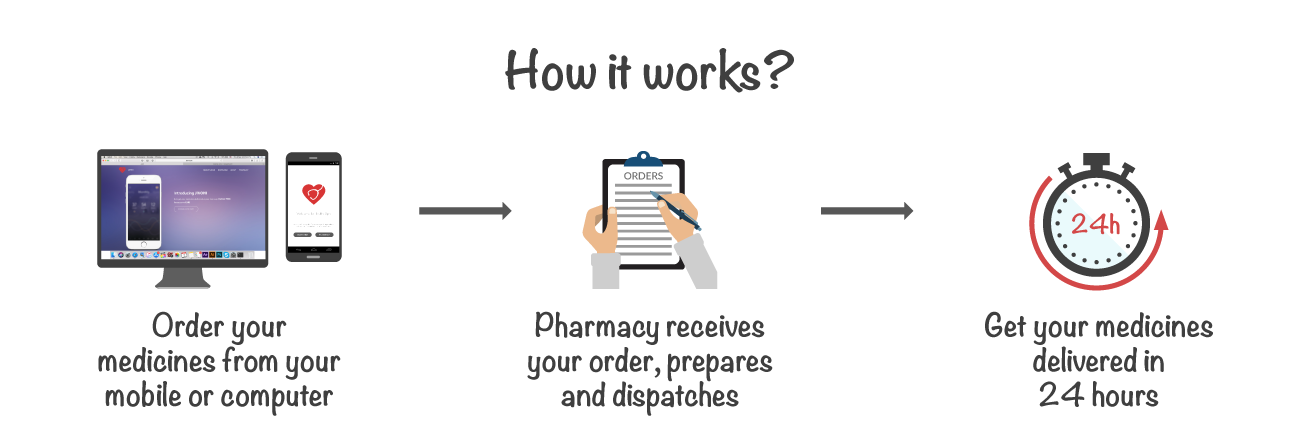 How it works?
ORDERS
24h
Order your
medicines from your
mobile or computer
Pharmacy receives
your order, prepares
and dispatches
Get your medicines
delivered in
24 hours